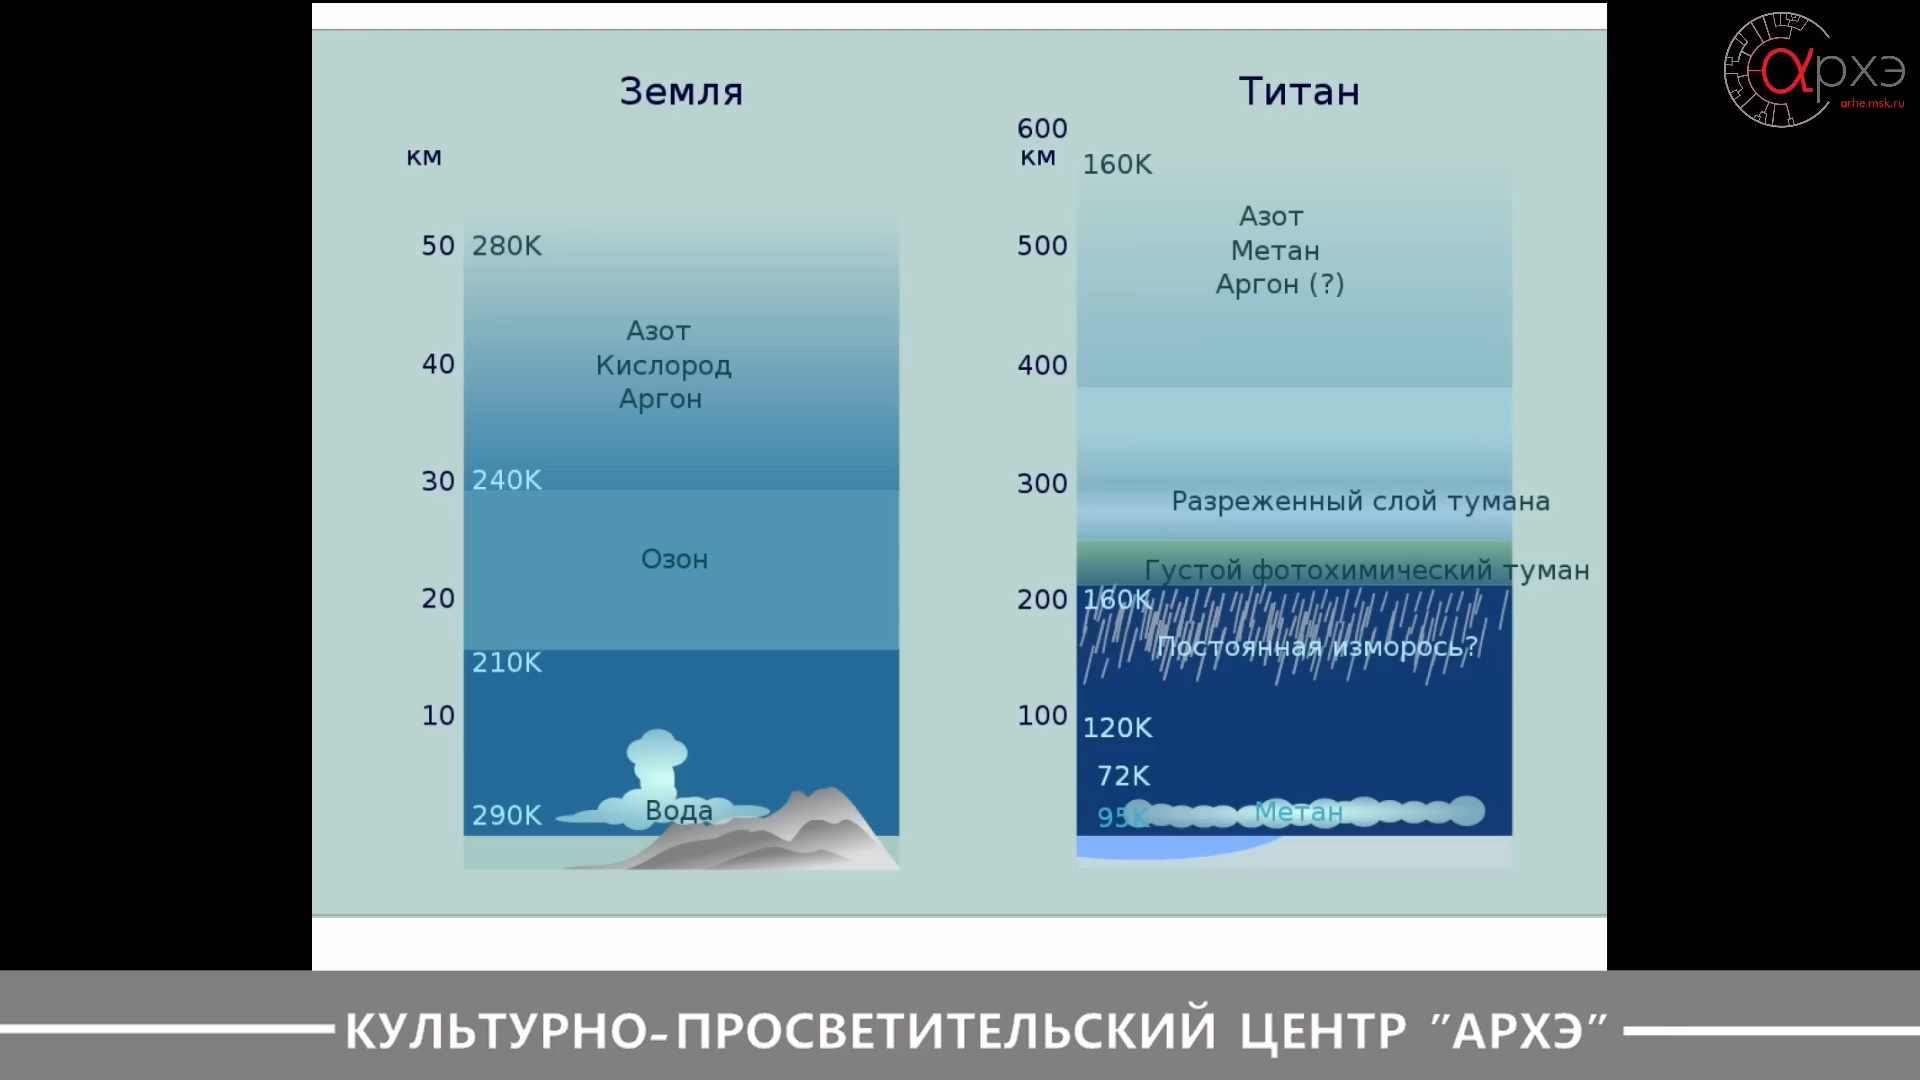 Земля
км
50
280K
Азот
Кислород
Аргон
40
30
240K
Озон
20
210K
10
290K
Вода
Титан
600
км
160K
Азот
Метан
Аргон (?)
500
400
300
Разреженный слой тумана
Густой фотохимический туман
200
160K
Постоянная изморось?
100
120K
72K
95K
Метан
αрхэ
arhe.msk.ru
КУЛЬТУРНО-ПРОСВЕТИТЕЛЬСКИЙ ЦЕНТР "АРХЭ"